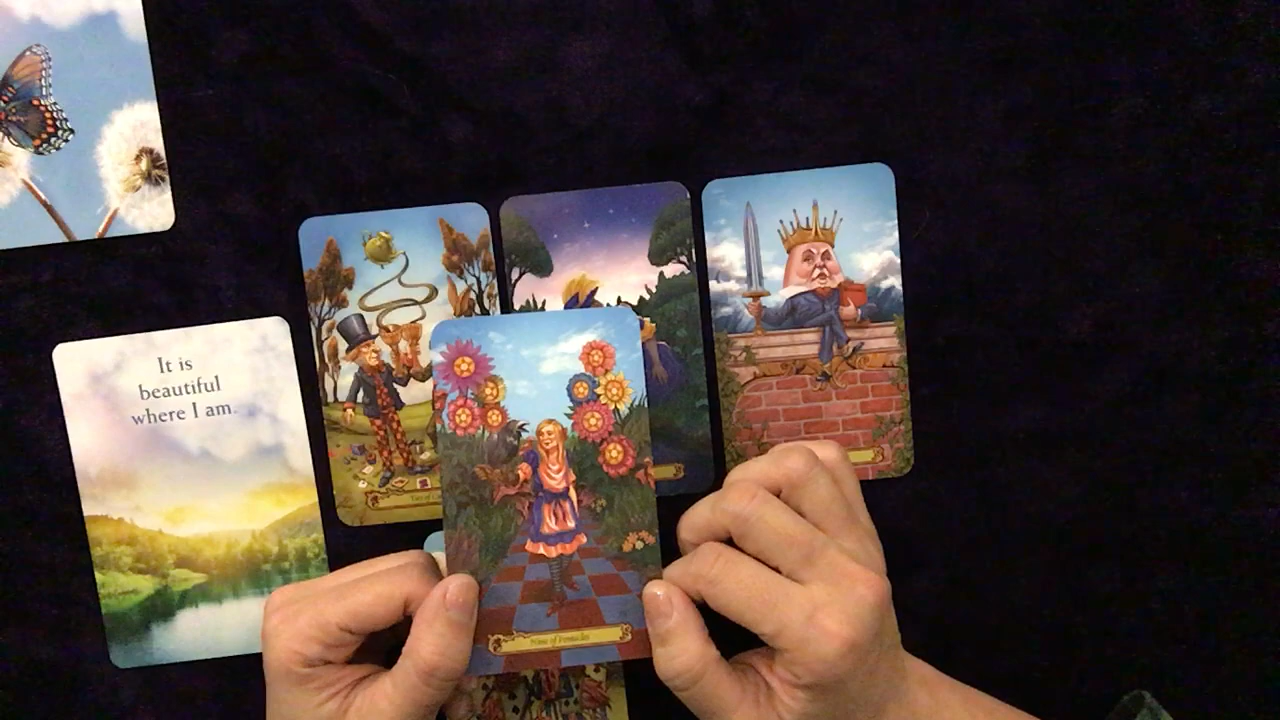 It is
beautiful
where I am.
Nine of Pentacles